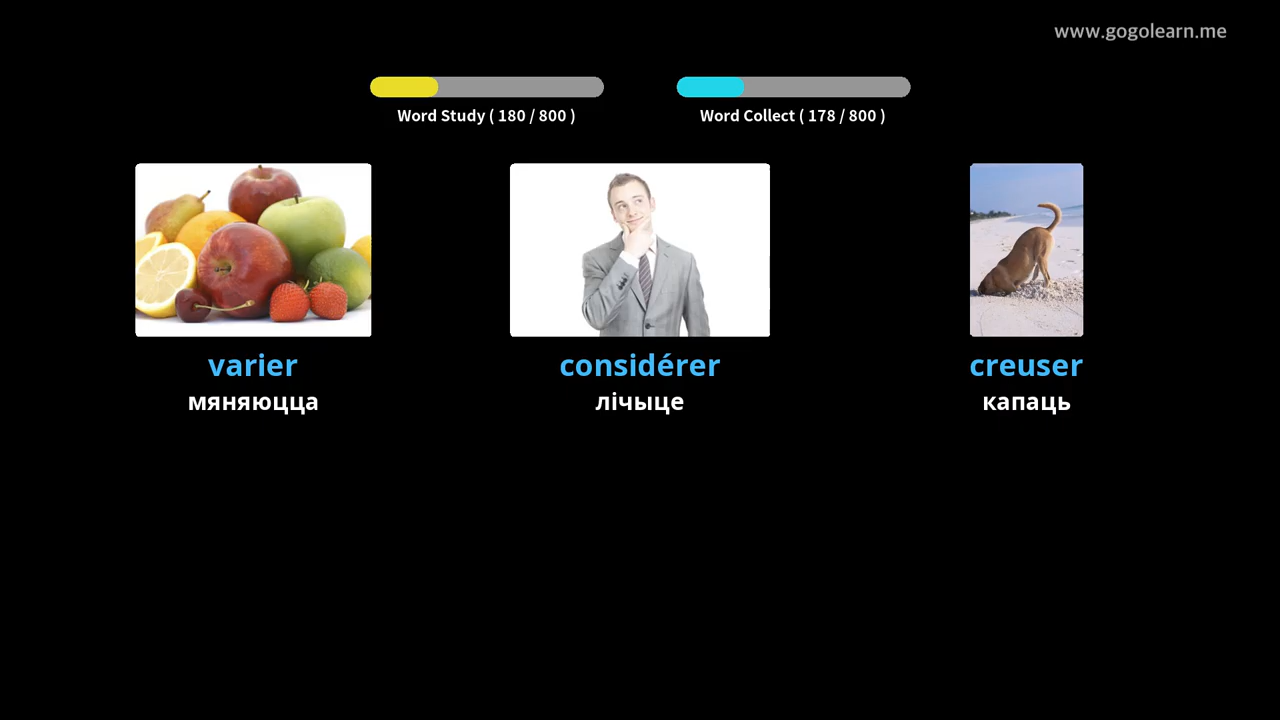 www.gogolearn.me
Word Study ( 180 / 800 )
Word Collect ( 178 / 800 )
varier
мяняюцца
considérer
лічыце
creuser
капаць